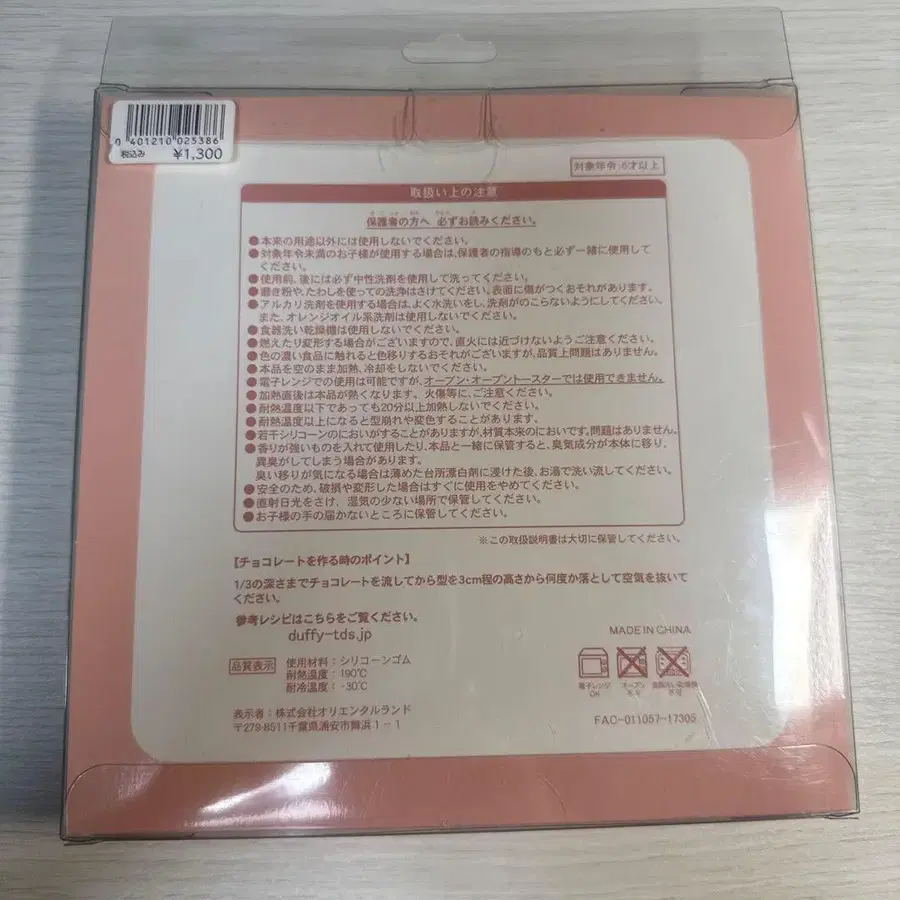 0 401210 025386
税込み ¥1,300
対象年令:6才以上
取扱い上の注意
保護者の方へ 必ずお読みください。
●本来の用途以外には使用しないでください。
●対象年令未満のお子様が使用する場合は、保護者の指導のもと必ず一緒に使用して
ください。
●使用前、後には必ず中性洗剤を使用して洗ってください。
●磨き粉や、たわしを使っての洗浄はさけてください。表面に傷がつくおそれがあります。
●アルカリ洗剤を使用する場合は、よく水洗いをし、洗剤がのこらないようにしてください。
また、オレンジオイル系洗剤は使用しないでください。
●食器洗い乾燥機は使用しないでください。
●燃えたり変形する場合がございますので、直火には近づけないようご注意ください。
●色の濃い食品に触れると色移りするおそれがございますが、品質上問題はありません。
●本品を空のまま加熱、冷却をしないでください。
●電子レンジでの使用は可能ですが、オーブン・オーブントースターでは使用できません。
●加熱直後は本品が熱くなります。火傷等に、ご注意ください。
●耐熱温度以下であっても20分以上加熱しないでください。
●耐熱温度以上になると型崩れや変色することがあります。
●若干シリコーンのにおいがすることがありますが、材質本来のにおいです。問題はありません。
●香りが強いものを入れて使用したり、本品と一緒に保管すると、臭気成分が本体に移り、
異臭がしてしまう場合があります。
臭い移りが気になる場合は薄めた台所漂白剤に浸けた後、お湯で洗い流してください。
●安全のため、破損や変形した場合はすぐに使用をやめてください。
●直射日光をさけ、湿気の少ない場所で保管してください。
●お子様の手の届かないところに保管してください。
※この取扱説明書は大切に保管してください。
【チョコレートを作る時のポイント】
1/3の深さまでチョコレートを流してから型を3cm程の高さから何度か落として空気を抜いて
ください。
参考レシピはこちらをご覧ください。
duffy-tds.jp
MADE IN CHINA
品質表示
使用材料:シリコーンゴム
耐熱温度:190℃
耐冷温度:-30℃
電子レンジ
OK
オーブン
不可
食器洗い乾燥機
不可
表示者:株式会社オリエンタルランド
〒279-8511千葉県浦安市舞浜1-1
FAC-011057-17305